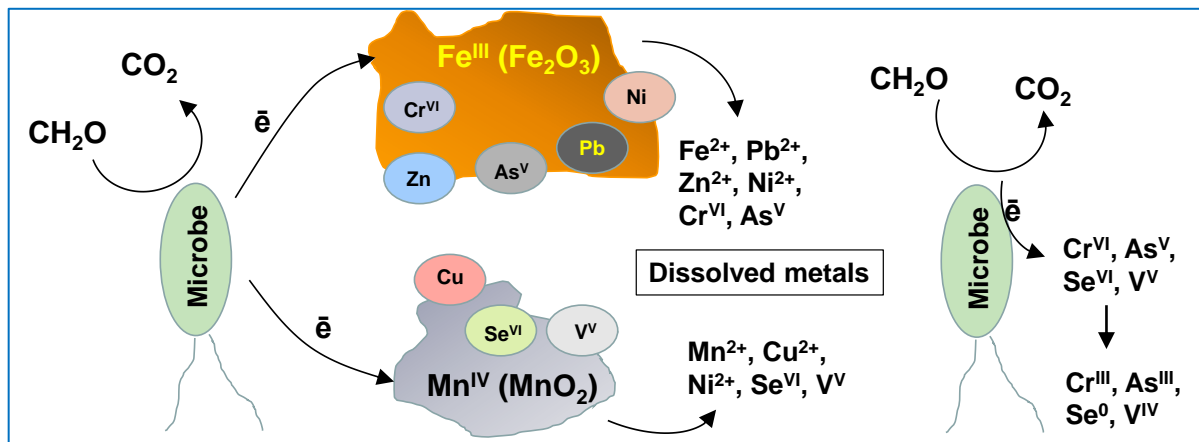 CO₂
CH₂O
Microbe
ē
ē
Feᴵᴵᴵ (Fe₂O₃)
Crⱽᴵ
Ni
Pb
Asⱽ
Zn
Fe²⁺, Pb²⁺,
Zn²⁺, Ni²⁺,
Crⱽᴵ, Asⱽ
Dissolved metals
Cu
Seⱽᴵ
Vⱽ
Mnᴵⱽ (MnO₂)
Mn²⁺, Cu²⁺,
Ni²⁺, Seⱽᴵ, Vⱽ
CH₂O
CO₂
Microbe
ē
Crⱽᴵ, Asⱽ,
Seⱽᴵ, Vⱽ
Crᴵᴵᴵ, Asᴵᴵᴵ,
Se⁰, Vᴵⱽ